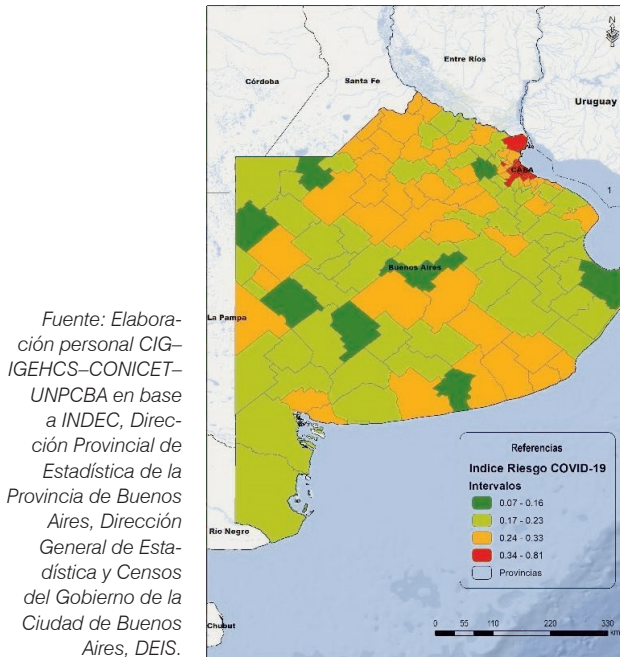 N
Entre Ríos
Córdoba
Santa Fe
Uruguay
CABA
1
Buenos Aires
La Pampa
Río Negro
Chubut
Referencias
Indice Riesgo COVID-19
Intervalos
0.07 - 0.16
0.17 - 0.23
0.24 - 0.33
0.34 - 0.81
Provincias
0 55 110 220 330
km
Fuente: Elabora-
ción personal CIG–
IGEHCS–CONICET–
UNPCBA en base
a INDEC, Direc-
ción Provincial de
Estadística de la
Provincia de Buenos
Aires, Dirección
General de Esta-
dística y Censos
del Gobierno de la
Ciudad de Buenos
Aires, DEIS.